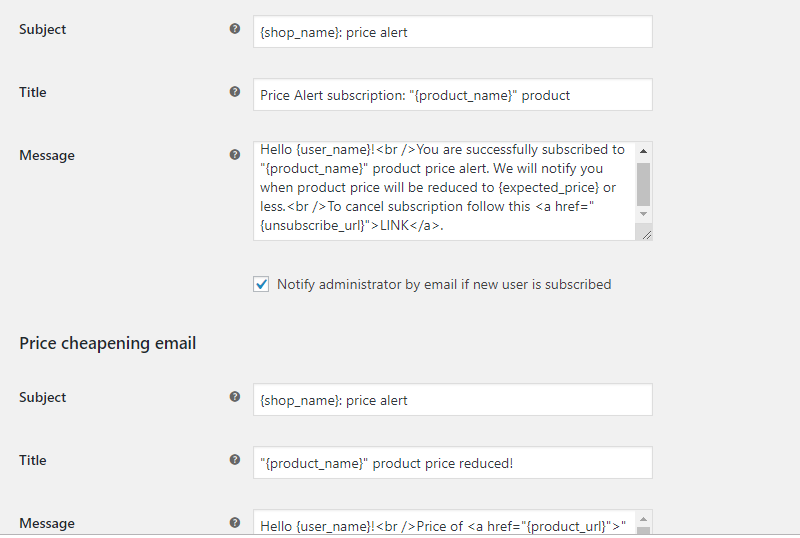 Subject
{shop_name}: price alert
Title
Price Alert subscription: "{product_name}" product
Message
Hello {user_name}!<br />You are successfully subscribed to
"{product_name}" product price alert. We will notify you
when product price will be reduced to {expected_price} or
less.<br />To cancel subscription follow this <a href="
{unsubscribe_url}">LINK</a>.
Notify administrator by email if new user is subscribed
Price cheapening email
Subject
{shop_name}: price alert
Title
"{product_name}" product price reduced!
Message
Hello {user_name}!<br />Price of <a href="{product_url}">"